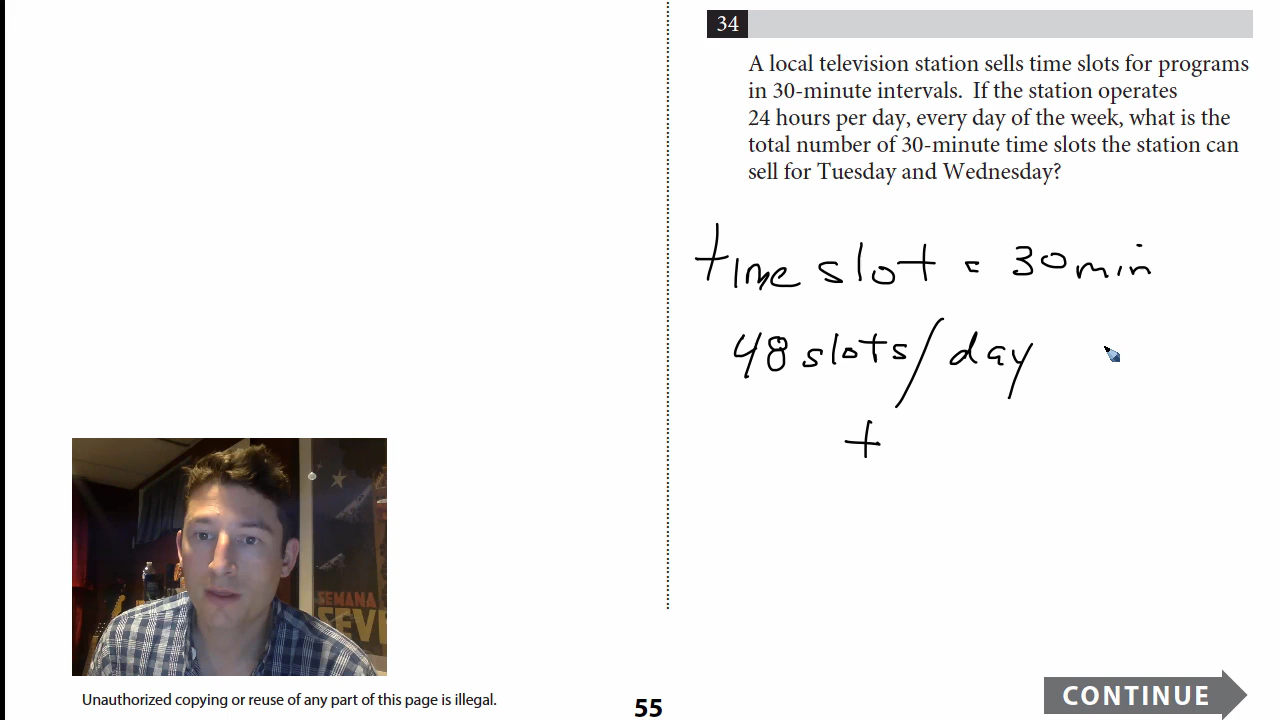 34
A local television station sells time slots for programs
in 30-minute intervals. If the station operates
24 hours per day, every day of the week, what is the
total number of 30-minute time slots the station can
sell for Tuesday and Wednesday?
time slot = 30 min
48 slots/day
+
SEMANA
SEVE
Unauthorized copying or reuse of any part of this page is illegal.
55
CONTINUE